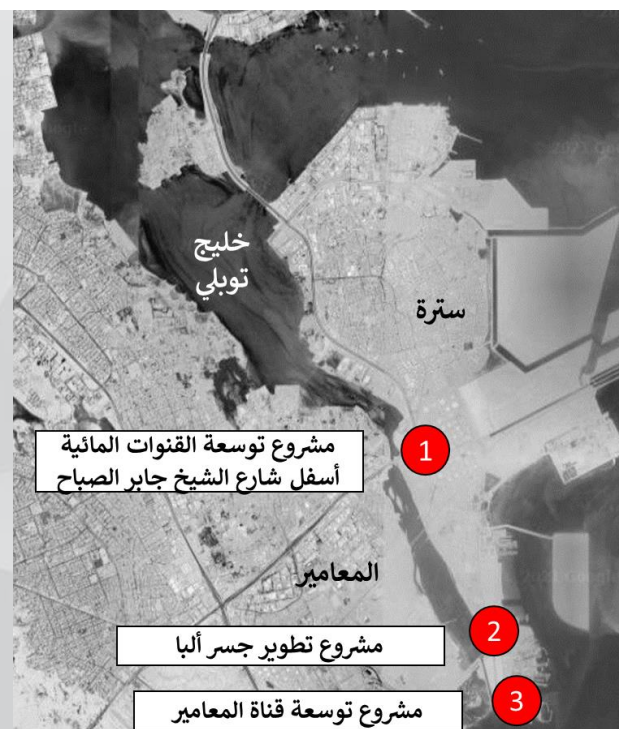 خليج
توبلي
سترة
مشروع توسعة القنوات المائية
أسفل شارع الشيخ جابر الصباح
1
المعامير
مشروع تطوير جسر ألبا
2
مشروع توسعة قناة المعامير
3